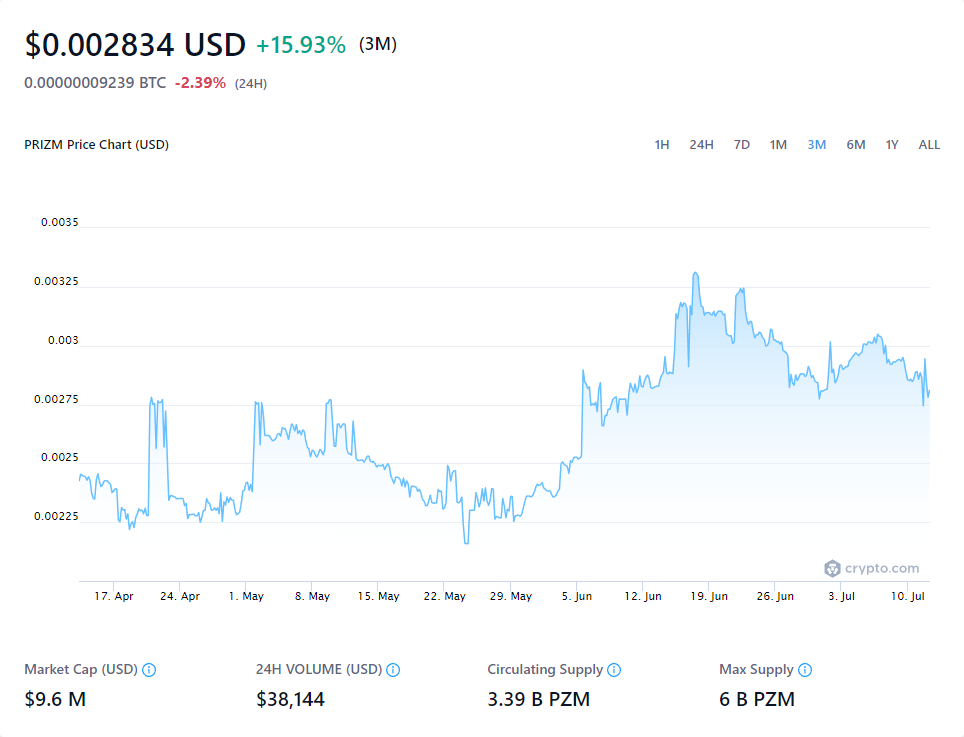 $0.002834 USD +15.93% (3M)
0.00000009239 BTC -2.39% (24H)
PRIZM Price Chart (USD) 1H 24H 7D 1M 3M 6M 1Y ALL
0.0035
0.00325
0.003
0.00275
0.0025
0.00225
crypto.com
17. Apr 24. Apr 1. May 8. May 15. May 22. May 29. May 5. Jun 12. Jun 19. Jun 26. Jun 3. Jul 10. Jul
Market Cap (USD) 24H VOLUME (USD) Circulating Supply Max Supply
$9.6 M $38,144 3.39 B PZM 6 B PZM